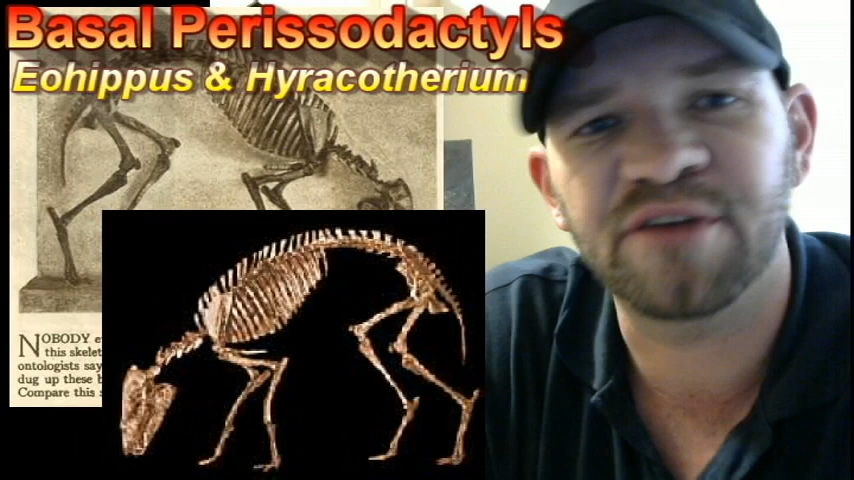 Basal Perissodactyls
Eohippus & Hyracotherium
NOBODY
this skelet
ontologists say
dug up these
Compare this